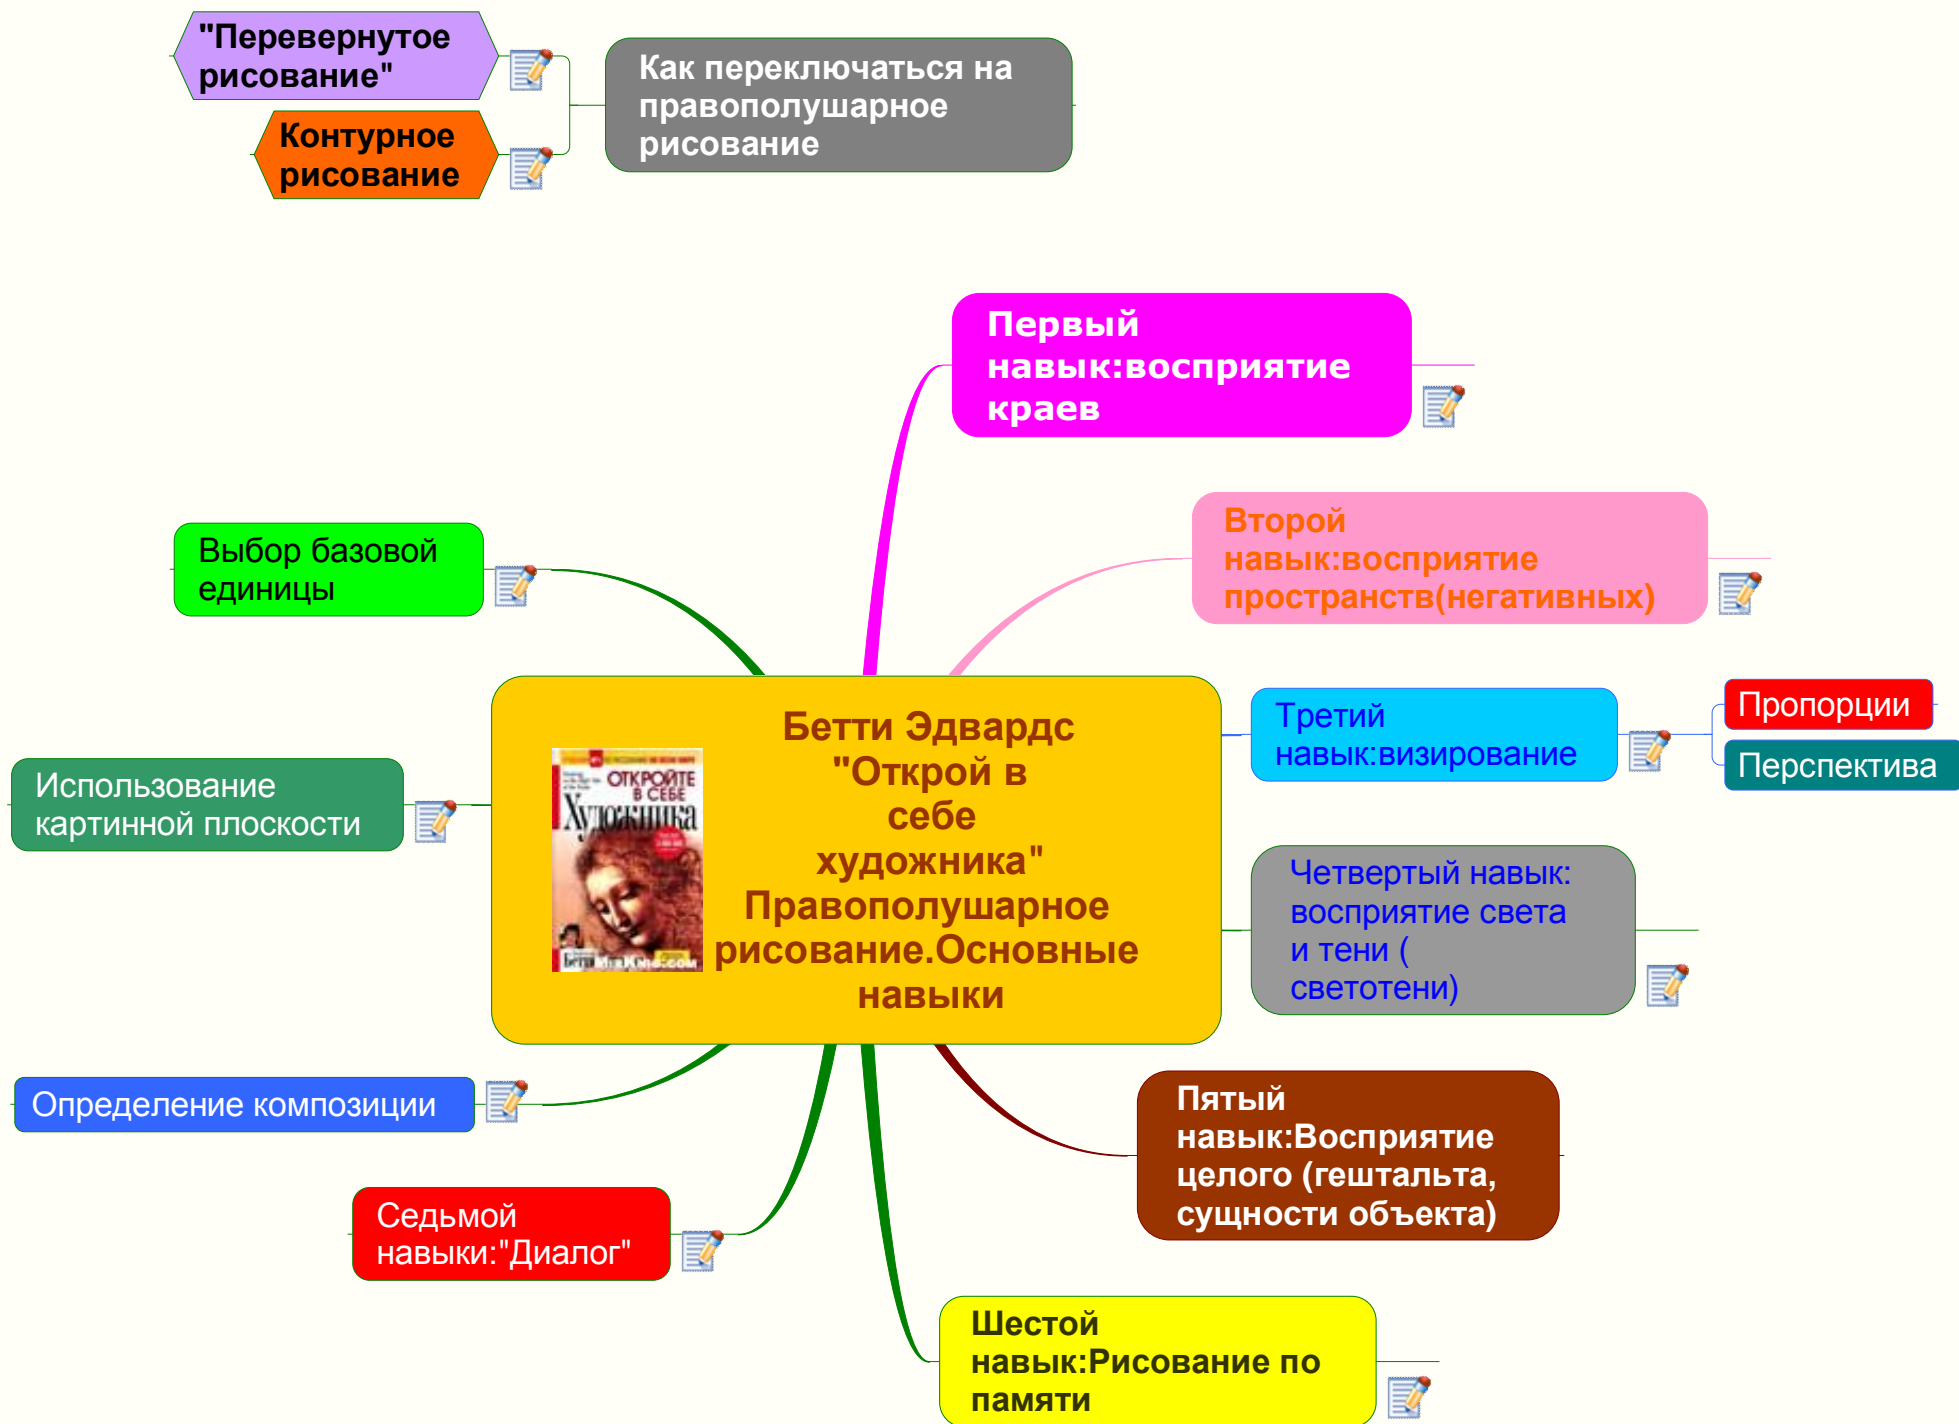 "Перевернутое
рисование"
Контурное
рисование
Как переключаться на
правополушарное
рисование
Первый
навык:восприятие
краев
Второй
навык:восприятие
пространств(негативных)
Третий
навык:визирование
Пропорции
Перспектива
Четвертый навык:
восприятие света
и тени (
светотени)
Пятый
навык:Восприятие
целого (гештальта,
сущности объекта)
Шестой
навык:Рисование по
памяти
Седьмой
навыки:"Диалог"
Определение композиции
Использование
картинной плоскости
Выбор базовой
единицы
Бетти Эдвардс
"Открой в
себе
художника"
Правополушарное
рисование.Основные
навыки
ОТКРОЙТЕ
В СЕБЕ
Художника